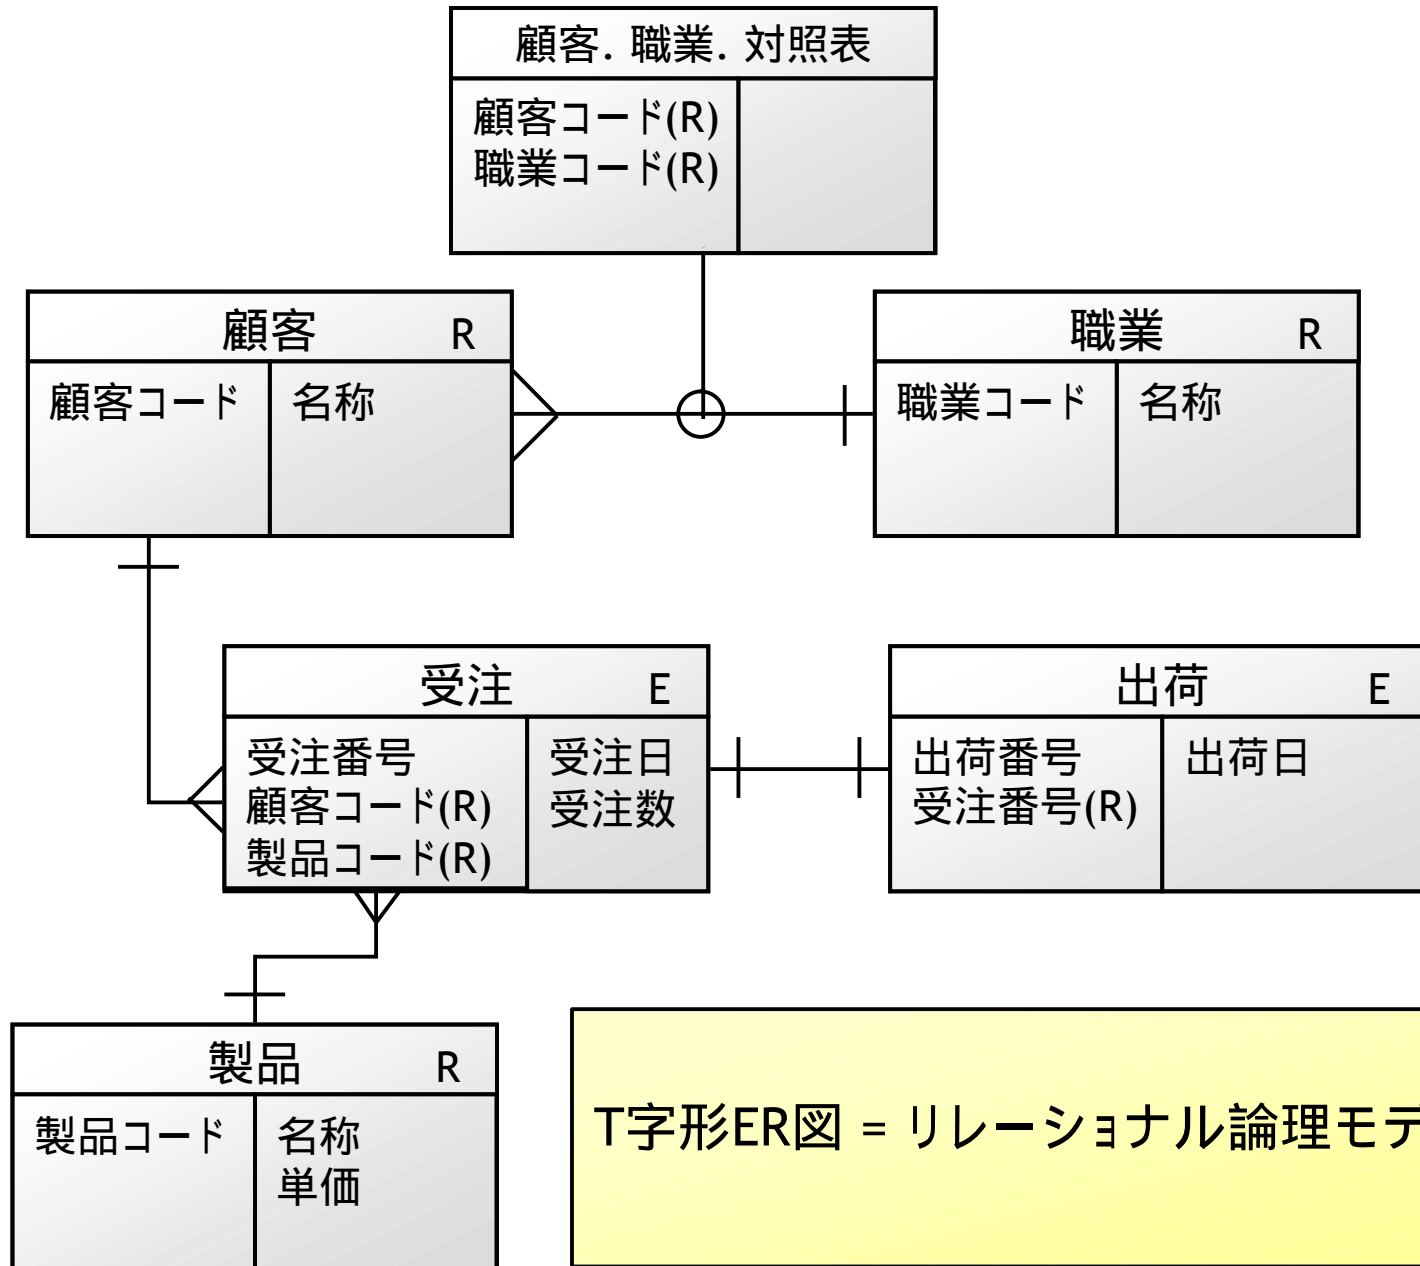 顧客. 職業. 対照表
顧客コード(R)
職業コード(R)
顧客 R
顧客コード 名称
職業 R
職業コード 名称
受注 E
受注番号 受注日
顧客コード(R) 受注数
製品コード(R)
出荷 E
出荷番号 出荷日
受注番号(R)
製品 R
製品コード 名称
単価
T字形ER図 = リレーショナル論理モデ